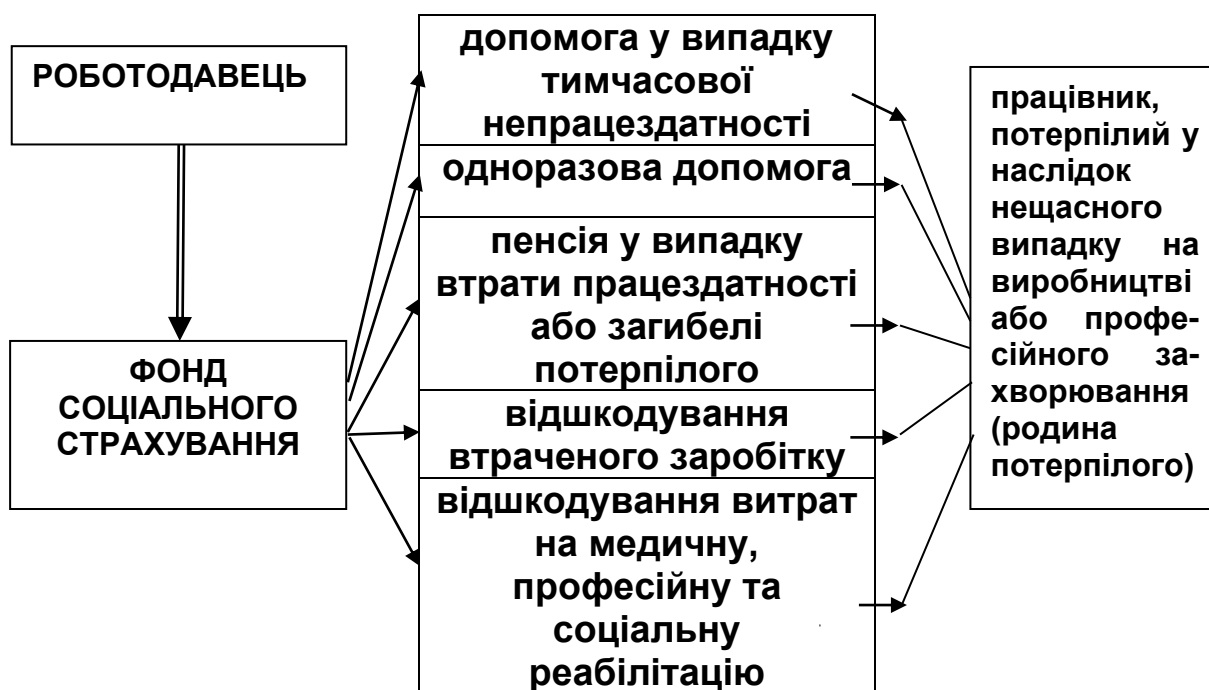 РОБОТОДАВЕЦЬ
ФОНД
СОЦІАЛЬНОГО
СТРАХУВАННЯ
допомога у випадку
тимчасової
непрацездатності
одноразова допомога
пенсія у випадку
втрати працездатності
або загибелі
потерпілого
відшкодування
втраченого заробітку
відшкодування витрат
на медичну,
професійну та
соціальну
реабілітацію
працівник,
потерпілий у
наслідок
нещасного
випадку на
виробництві
або профе-
сійного за-
хворювання
(родина
потерпілого)